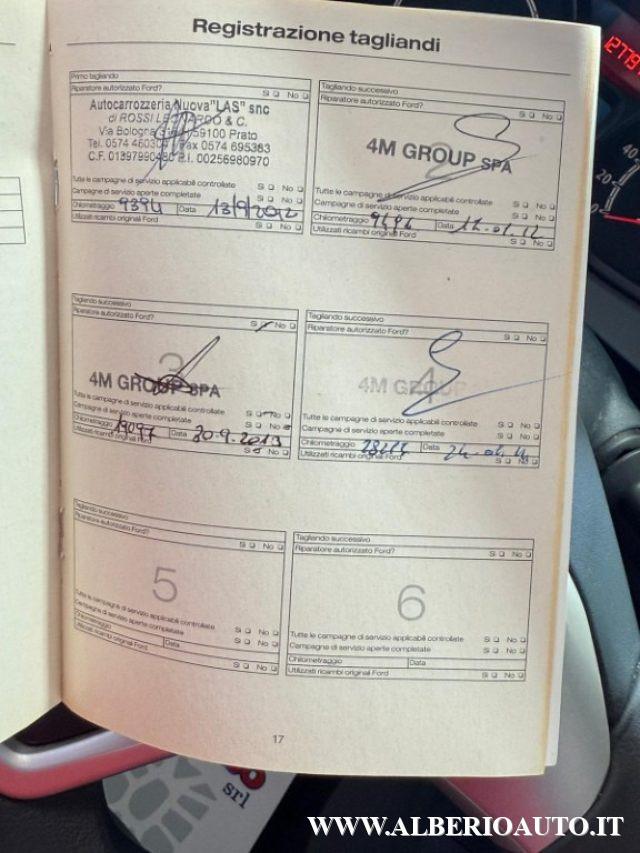 Registrazione tagliandi
12779
Primo tagliando
Riparatore autorizzato Ford?
Sì No
Autocarrozzeria Nuova "LAS" snc
di ROSSI & C.
Via Bologna 59100 Prato
Tel. 0574 Fax 0574 695383
P.I. 00256980970
Tutte le campagne di servizio applicabili controllate Sì No
Campagne di servizio aperte completate Sì No
Chilometraggio 9394 Data 13/9/2012
Utilizzati ricambi originali Ford Sì No
Tagliando successivo
Riparatore autorizzato Ford?
Sì No
2
4M GROUP SPA
Tutte le campagne di servizio applicabili controllate Sì No
Campagne di servizio aperte completate Sì No
Chilometraggio Data
Utilizzati ricambi originali Ford Sì No
Tagliando successivo
Riparatore autorizzato Ford?
Sì No
3
4M GROUP SPA
Tutte le campagne di servizio applicabili controllate Sì No
Campagne di servizio aperte completate Sì No
Chilometraggio 19097 Data 30-9-2013
Utilizzati ricambi originali Ford Sì No
Tagliando successivo
Riparatore autorizzato Ford?
Sì No
4
4M GROUP
Tutte le campagne di servizio applicabili controllate Sì No
Campagne di servizio aperte completate Sì No
Chilometraggio Data
Utilizzati ricambi originali Ford Sì No
Tagliando successivo
Riparatore autorizzato Ford?
Sì No
5
Tutte le campagne di servizio applicabili controllate Sì No
Campagne di servizio aperte completate Sì No
Chilometraggio Data
Utilizzati ricambi originali Ford Sì No
Tagliando successivo
Riparatore autorizzato Ford?
Sì No
6
Tutte le campagne di servizio applicabili controllate Sì No
Campagne di servizio aperte completate Sì No
Chilometraggio Data
Utilizzati ricambi originali Ford Sì No
17
srl
WWW.ALBERIOAUTO.IT